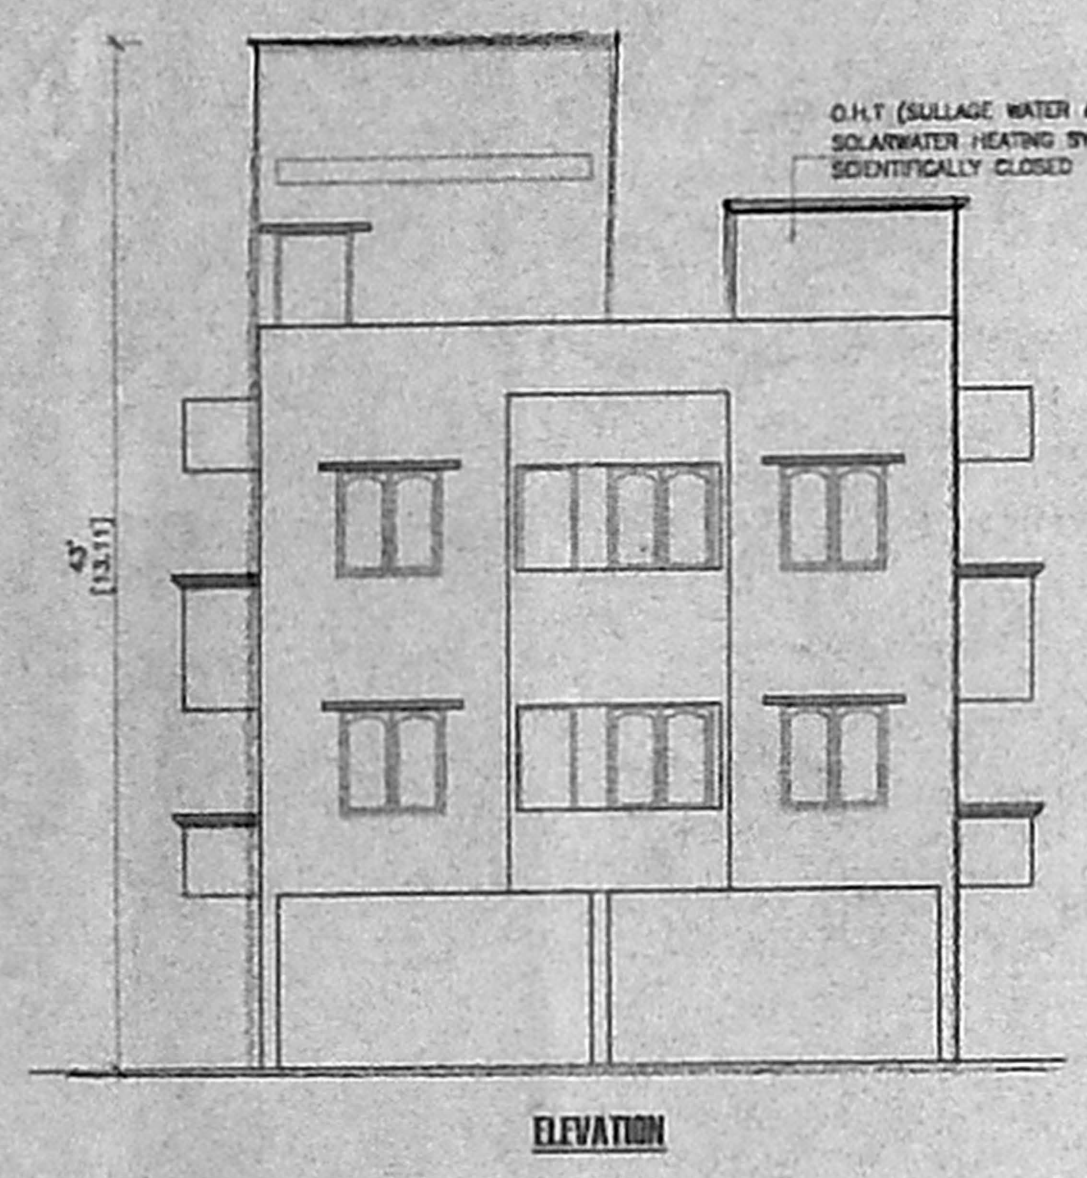 O.H.T (SULLAGE WATER
SOLARWATER HEATING
SCIENTIFICALLY CLOSED
43'
[13.11]
ELEVATION